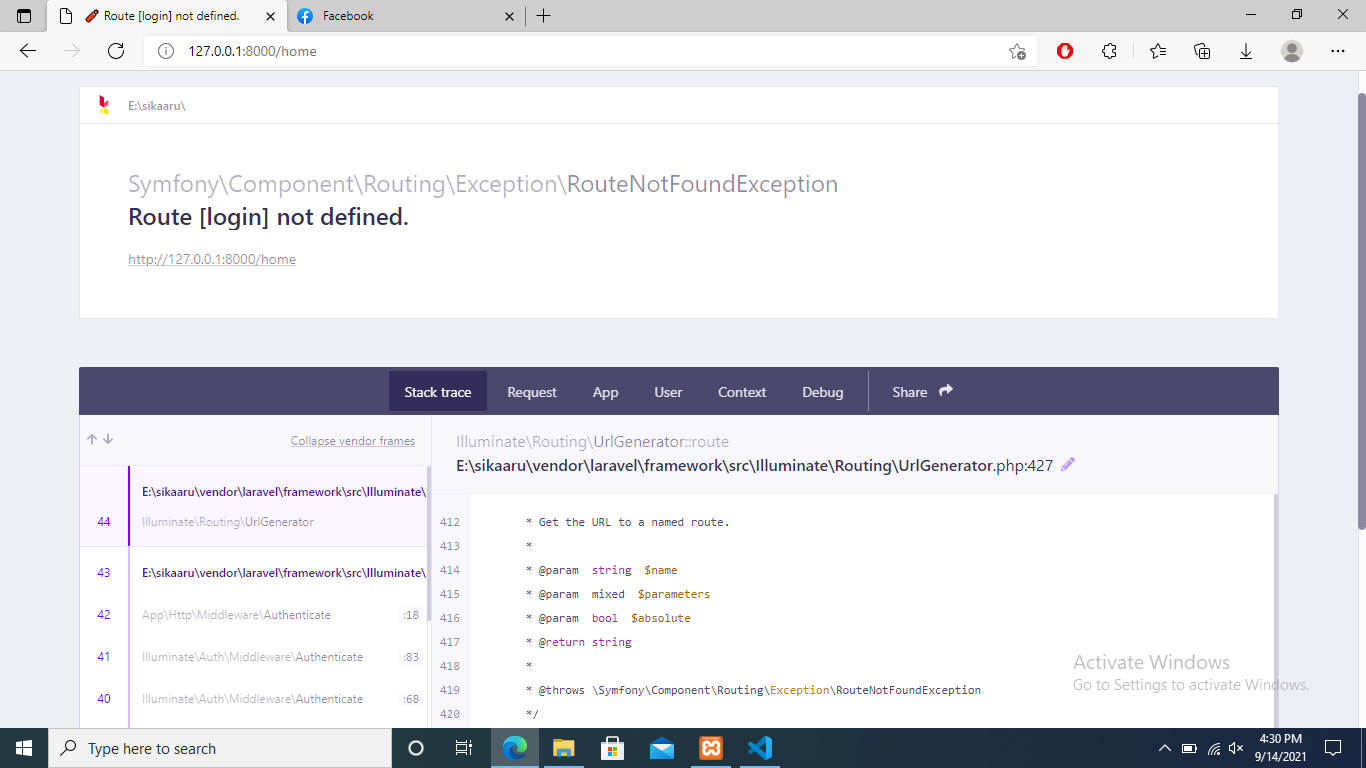 Route [login] not defined.
Facebook
127.0.0.1:8000/home
E:\sikaaru\
Symfony\Component\Routing\Exception\RouteNotFoundException
Route [login] not defined.
http://127.0.0.1:8000/home
Stack trace
Request
App
User
Context
Debug
Share
Collapse vendor frames
E:\sikaaru\vendor\laravel\framework\src\Illuminate\
44 Illuminate\Routing\UrlGenerator
43 E:\sikaaru\vendor\laravel\framework\src\Illuminate\
42 App\Http\Middleware\Authenticate :18
41 Illuminate\Auth\Middleware\Authenticate :83
40 Illuminate\Auth\Middleware\Authenticate :68
Illuminate\Routing\UrlGenerator::route
E:\sikaaru\vendor\laravel\framework\src\Illuminate\Routing\UrlGenerator.php:427
412 * Get the URL to a named route.
413 *
414 * @param string $name
415 * @param mixed $parameters
416 * @param bool $absolute
417 * @return string
418 *
419 * @throws \Symfony\Component\Routing\Exception\RouteNotFoundException
420 */
Activate Windows
Go to Settings to activate Windows.
Type here to search
4:30 PM
9/14/2021